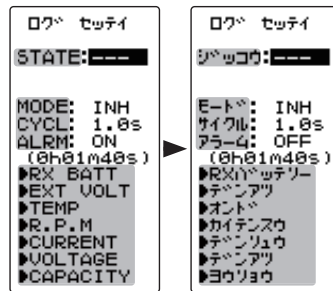 ログ セッテイ
STATE:---
MODE: INH
CYCL: 1.0s
ALRM: ON
(0h01m40s)
▶RX BATT
▶EXT VOLT
▶TEMP
▶R.P.M
▶CURRENT
▶VOLTAGE
▶CAPACITY
ログ セッテイ
ジッコウ:---
モード: INH
サイクル: 1.0s
アラーム: OFF
(0h01m40s)
▶RXバッテリー
▶デンアツ
▶オンド
▶カイテンスウ
▶デンリュウ
▶デンアツ
▶ヨウリョウ